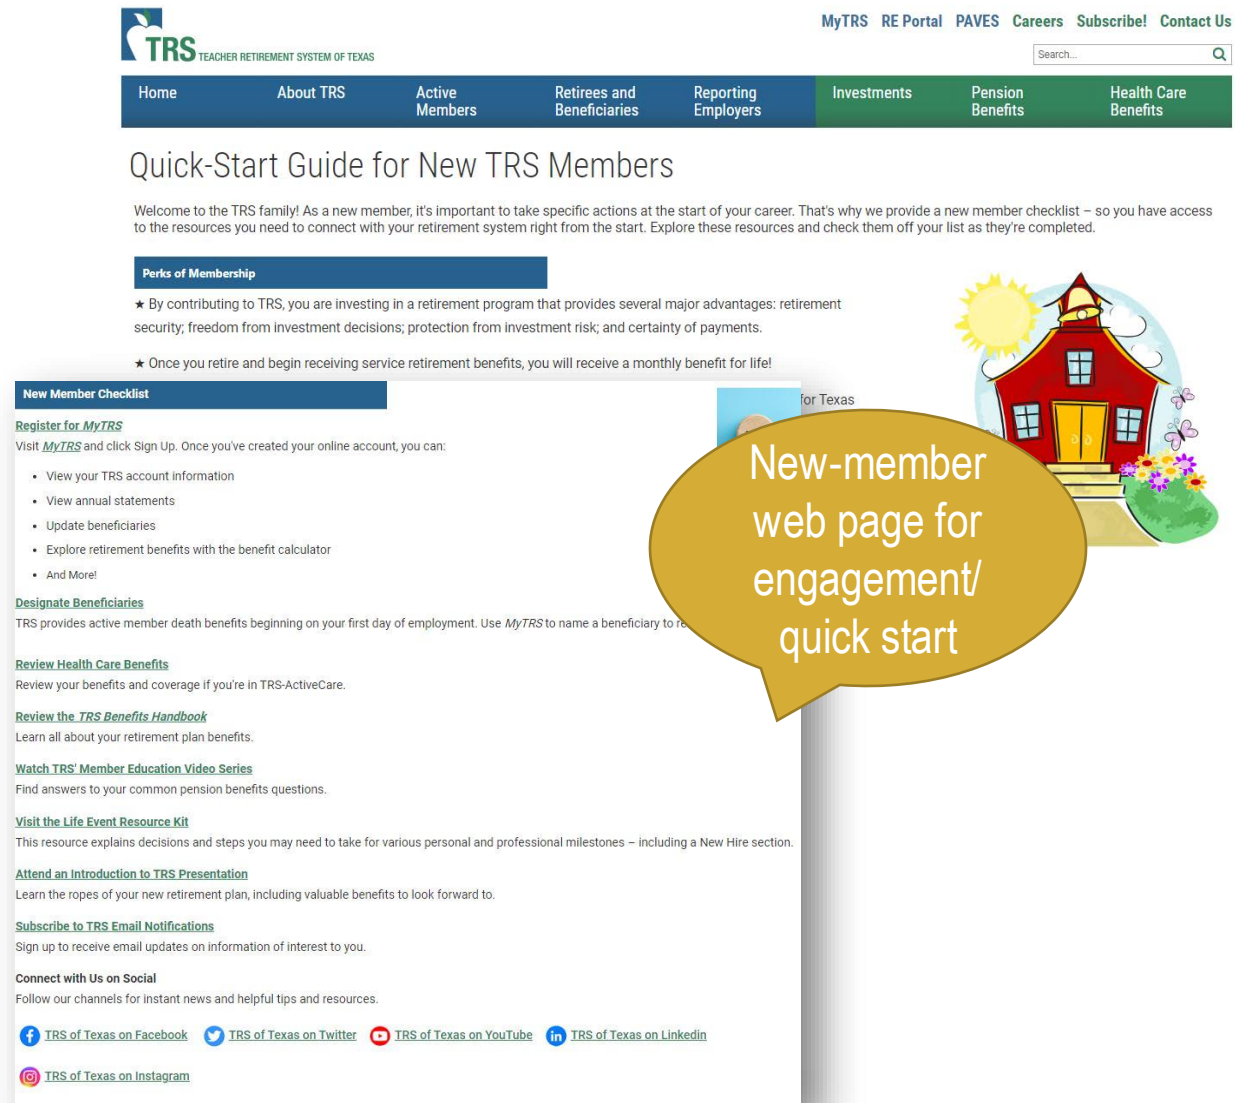 MyTRS RE Portal PAVES Careers Subscribe! Contact Us
TRS TEACHER RETIREMENT SYSTEM OF TEXAS
Search...
Home About TRS Active Members Retirees and Beneficiaries Reporting Employers Investments Pension Benefits Health Care Benefits
Quick-Start Guide for New TRS Members
Welcome to the TRS family! As a new member, it's important to take specific actions at the start of your career. That's why we provide a new member checklist – so you have access
to the resources you need to connect with your retirement system right from the start. Explore these resources and check them off your list as they're completed.
Perks of Membership
★ By contributing to TRS, you are investing in a retirement program that provides several major advantages: retirement
security; freedom from investment decisions; protection from investment risk; and certainty of payments.
★ Once you retire and begin receiving service retirement benefits, you will receive a monthly benefit for life!
for Texas
New Member Checklist
Register for MyTRS
Visit MyTRS and click Sign Up. Once you've created your online account, you can:
• View your TRS account information
• View annual statements
• Update beneficiaries
• Explore retirement benefits with the benefit calculator
• And More!
Designate Beneficiaries
TRS provides active member death benefits beginning on your first day of employment. Use MyTRS to name a beneficiary to
Review Health Care Benefits
Review your benefits and coverage if you're in TRS-ActiveCare.
Review the TRS Benefits Handbook
Learn all about your retirement plan benefits.
Watch TRS' Member Education Video Series
Find answers to your common pension benefits questions.
Visit the Life Event Resource Kit
This resource explains decisions and steps you may need to take for various personal and professional milestones – including a New Hire section.
Attend an Introduction to TRS Presentation
Learn the ropes of your new retirement plan, including valuable benefits to look forward to.
Subscribe to TRS Email Notifications
Sign up to receive email updates on information of interest to you.
Connect with Us on Social
Follow our channels for instant news and helpful tips and resources.
TRS of Texas on Facebook TRS of Texas on Twitter TRS of Texas on YouTube TRS of Texas on Linkedin
TRS of Texas on Instagram
New-member
web page for
engagement/
quick start